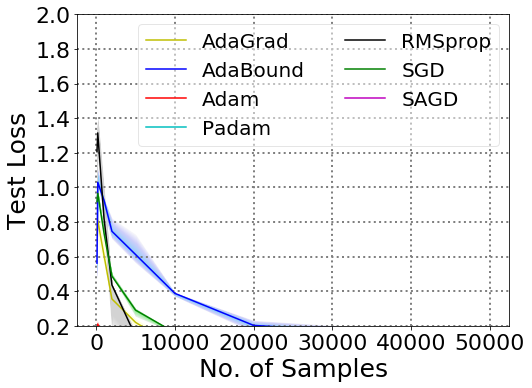 2.0
1.8
1.6
1.4
1.2
1.0
0.8
0.6
0.4
0.2
Test Loss
AdaGrad
AdaBound
Adam
Padam
RMSprop
SGD
SAGD
0 10000 20000 30000 40000 50000
No. of Samples